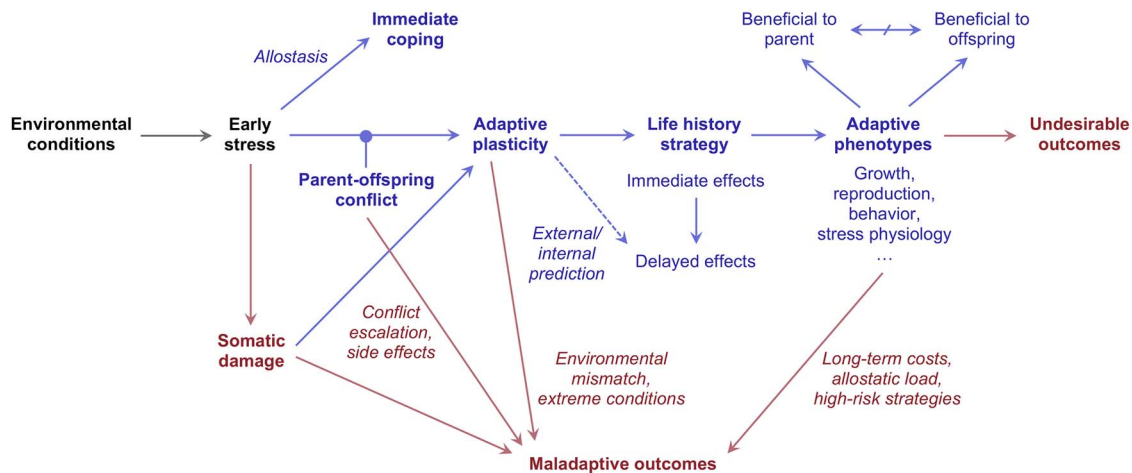 Immediate
coping
Allostasis
Beneficial to
parent
Beneficial to
offspring
Environmental
conditions
Early
stress
Adaptive
plasticity
Life history
strategy
Adaptive
phenotypes
Undesirable
outcomes
Parent-offspring
conflict
Immediate effects
Growth,
reproduction,
behavior,
stress physiology
…
External/
internal
prediction
Delayed effects
Somatic
damage
Conflict
escalation,
side effects
Environmental
mismatch,
extreme conditions
Long-term costs,
allostatic load,
high-risk strategies
Maladaptive outcomes